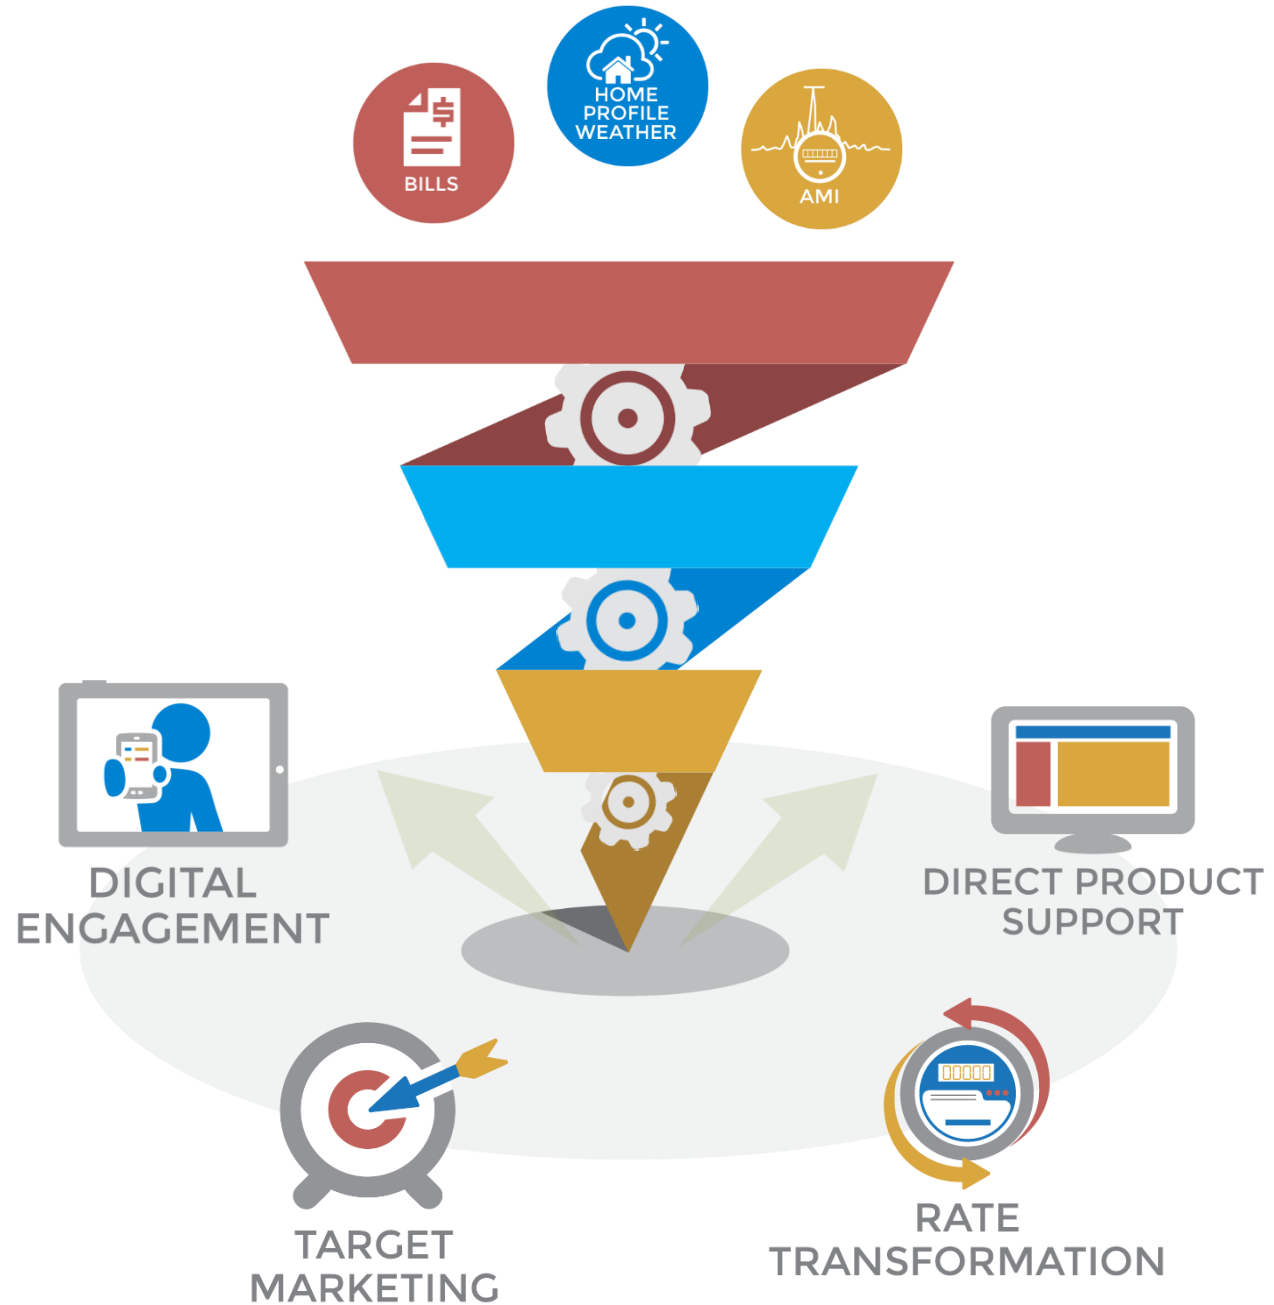 BILLS
HOME
PROFILE
WEATHER
AMI
DIGITAL
ENGAGEMENT
DIRECT PRODUCT
SUPPORT
TARGET
MARKETING
RATE
TRANSFORMATION